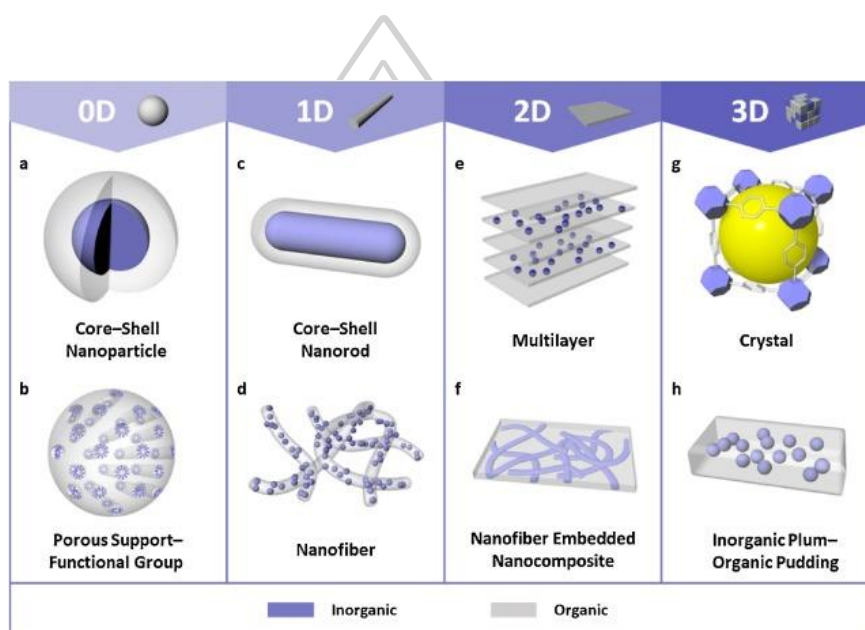 0D
1D
2D
3D
a
c
e
g
Core–Shell
Nanoparticle
Core–Shell
Nanorod
Multilayer
Crystal
b
d
f
h
Porous Support–
Functional Group
Nanofiber
Nanofiber Embedded
Nanocomposite
Inorganic Plum–
Organic Pudding
Inorganic
Organic